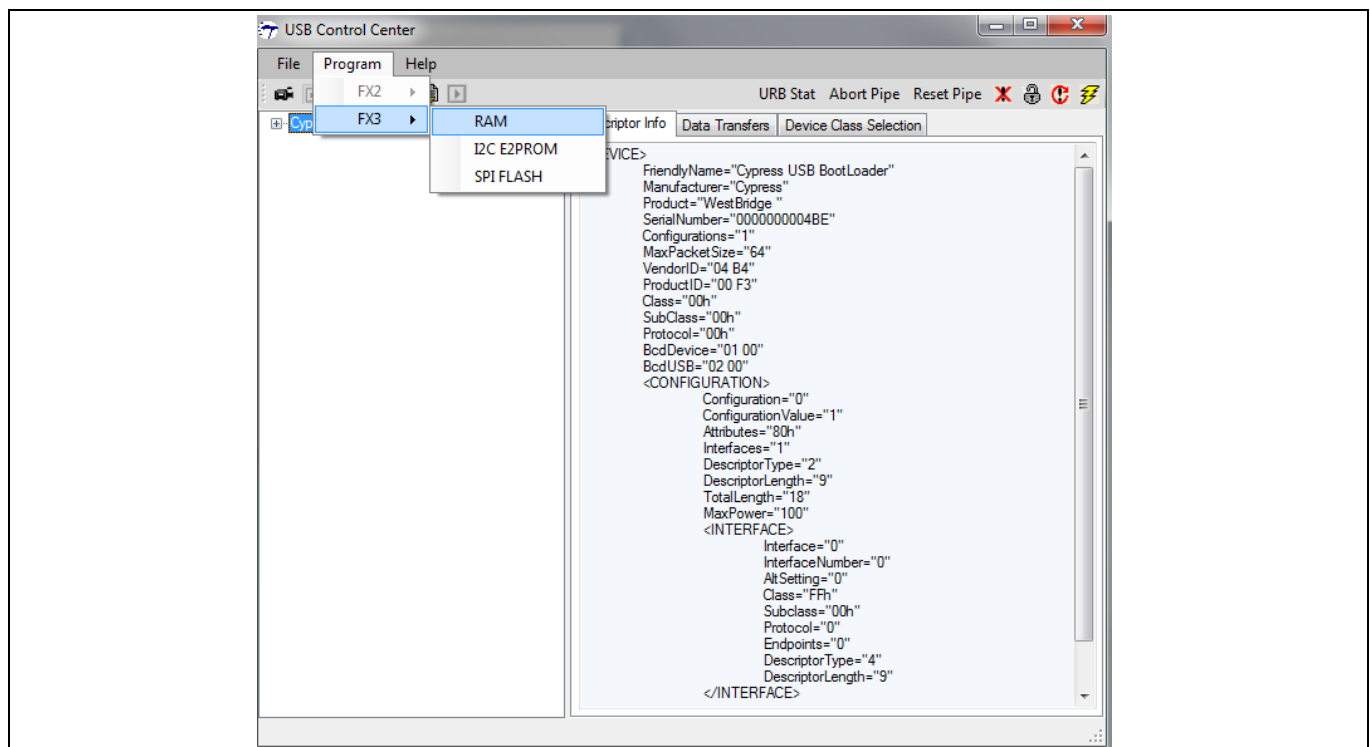 USB Control Center
File Program Help
FX2
URB Stat Abort Pipe Reset Pipe
FX3
RAM
I2C E2PROM
SPI FLASH
Cyp
criptor Info Data Transfers Device Class Selection
EVICE>
FriendlyName="Cypress USB BootLoader"
Manufacturer="Cypress"
Product="WestBridge "
SerialNumber="0000000004BE"
Configurations="1"
MaxPacketSize="64"
VendorID="04 B4"
ProductID="00 F3"
Class="00h"
SubClass="00h"
Protocol="00h"
BcdDevice="01 00"
BcdUSB="02 00"
<CONFIGURATION>
Configuration="0"
ConfigurationValue="1"
Attributes="80h"
Interfaces="1"
DescriptorType="2"
DescriptorLength="9"
TotalLength="18"
MaxPower="100"
<INTERFACE>
Interface="0"
InterfaceNumber="0"
AltSetting="0"
Class="FFh"
Subclass="00h"
Protocol="0"
Endpoints="0"
DescriptorType="4"
DescriptorLength="9"
</INTERFACE>